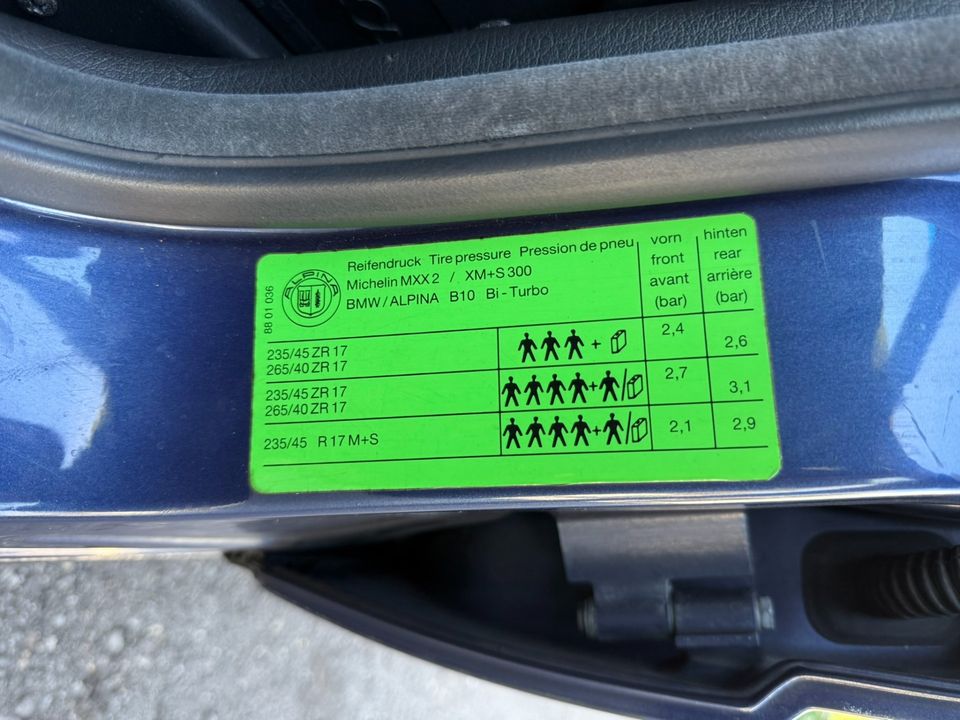 ALPINA
88 01 036
Reifendruck Tire pressure Pression de pneu
Michelin MXX2 / XM+S 300
BMW/ALPINA B10 Bi-Turbo
vorn
front
avant
(bar)
hinten
rear
arrière
(bar)
235/45 ZR 17
265/40 ZR 17
+
2,4
2,6
235/45 ZR 17
265/40 ZR 17
+ /
2,7
3,1
235/45 R 17 M+S
+ /
2,1
2,9